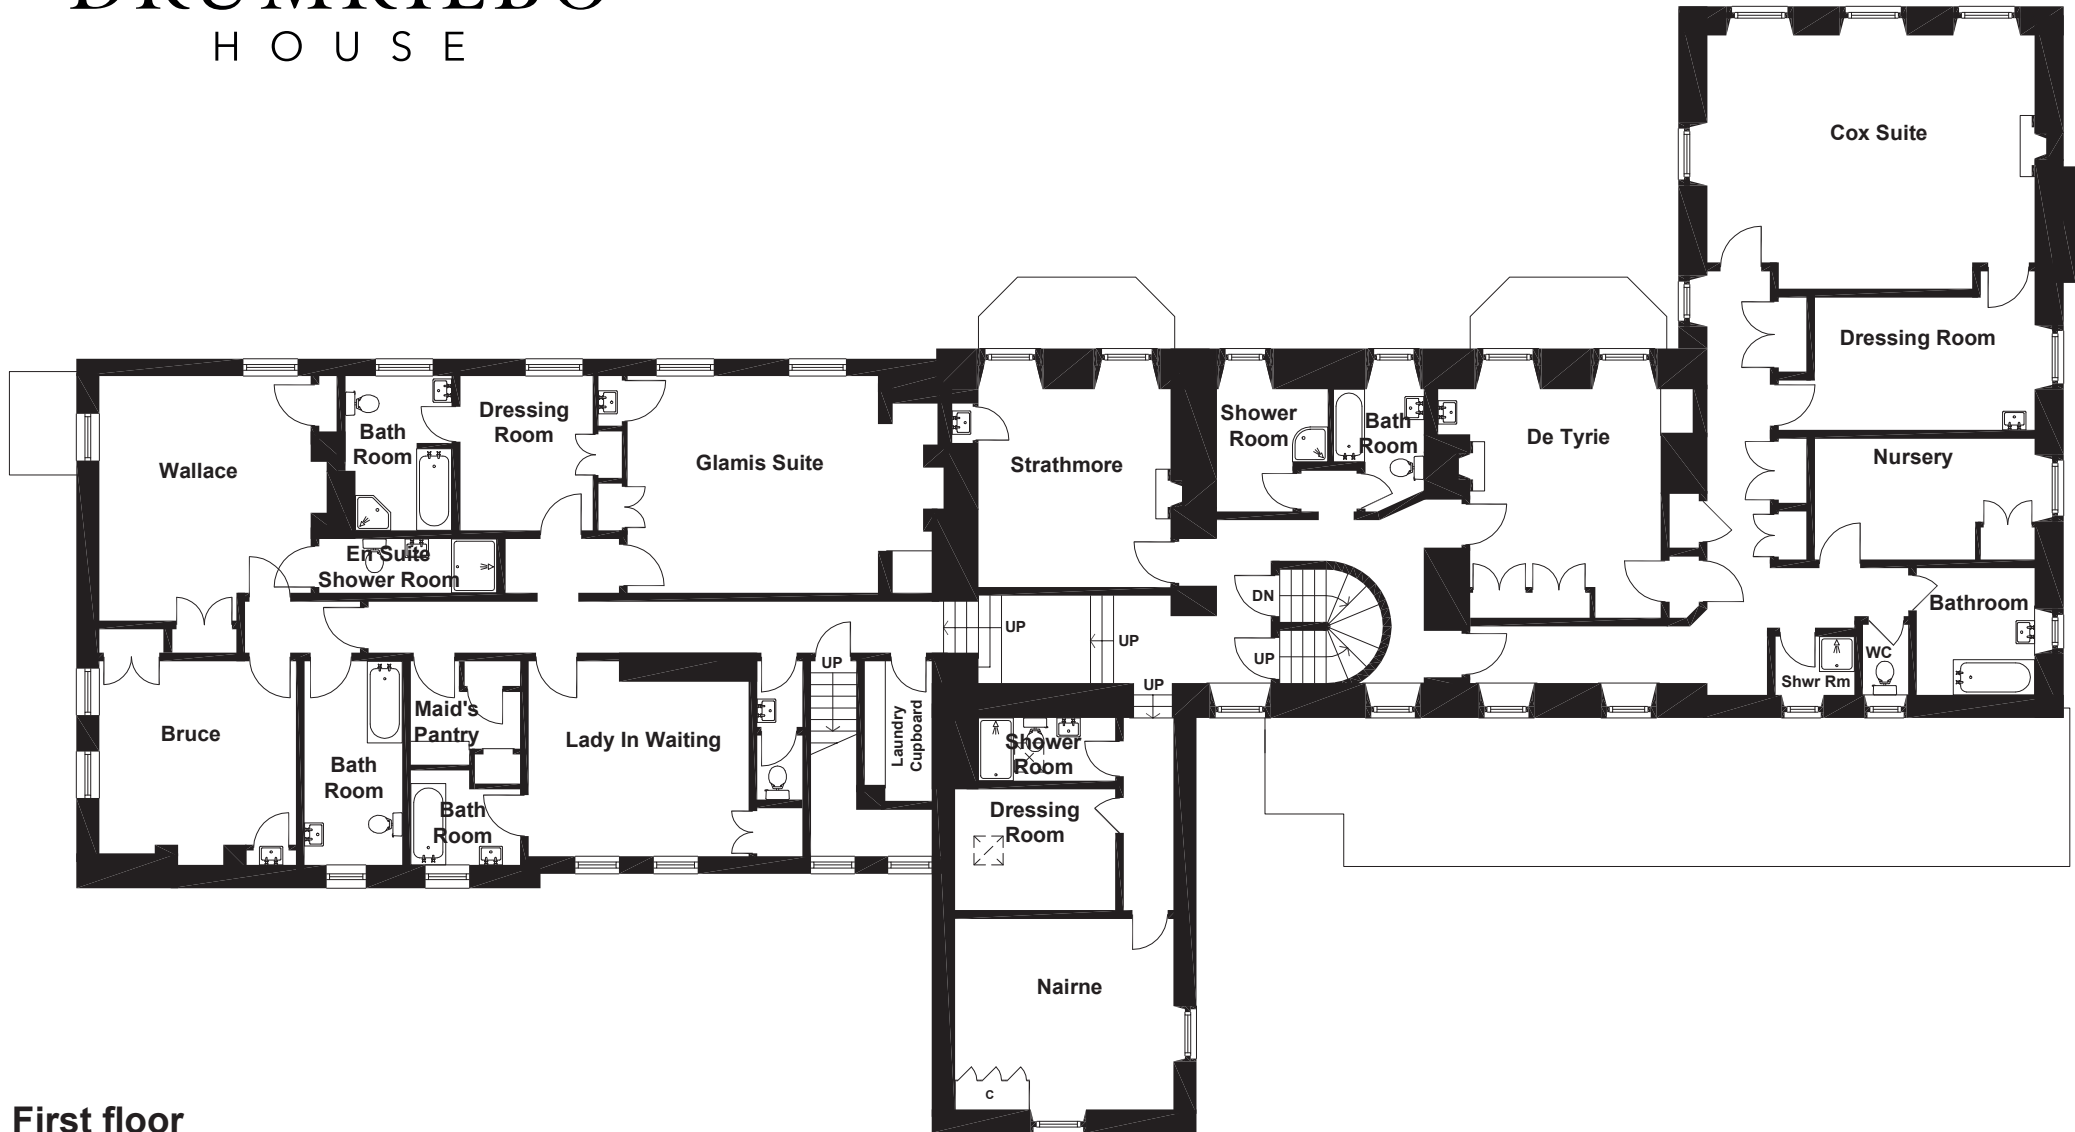 DRUMKILBO
HOUSE
Cox Suite
Dressing Room
Nursery
Bathroom
WC
Shwr Rm
De Tyrie
Bath
Room
Shower
Room
DN
UP
Strathmore
UP
UP
UP
Glamis Suite
Dressing
Room
Bath
Room
Wallace
En Suite
Shower Room
Bruce
Bath
Room
Maid's
Pantry
Bath
Room
Lady In Waiting
UP
Laundry
Cupboard
Shower
Room
Dressing
Room
Nairne
C
First floor